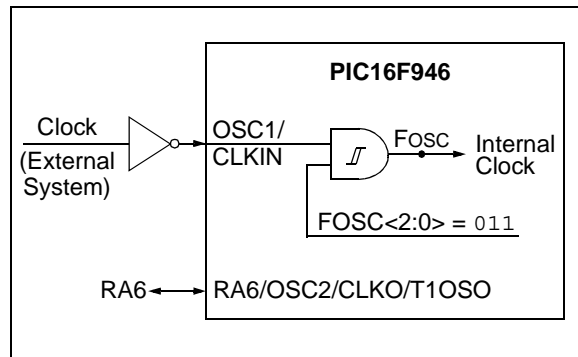 PIC16F946
Clock
(External
System)
OSC1/
CLKIN
FOSC
Internal
Clock
FOSC<2:0> = 011
RA6
RA6/OSC2/CLKO/T1OSO